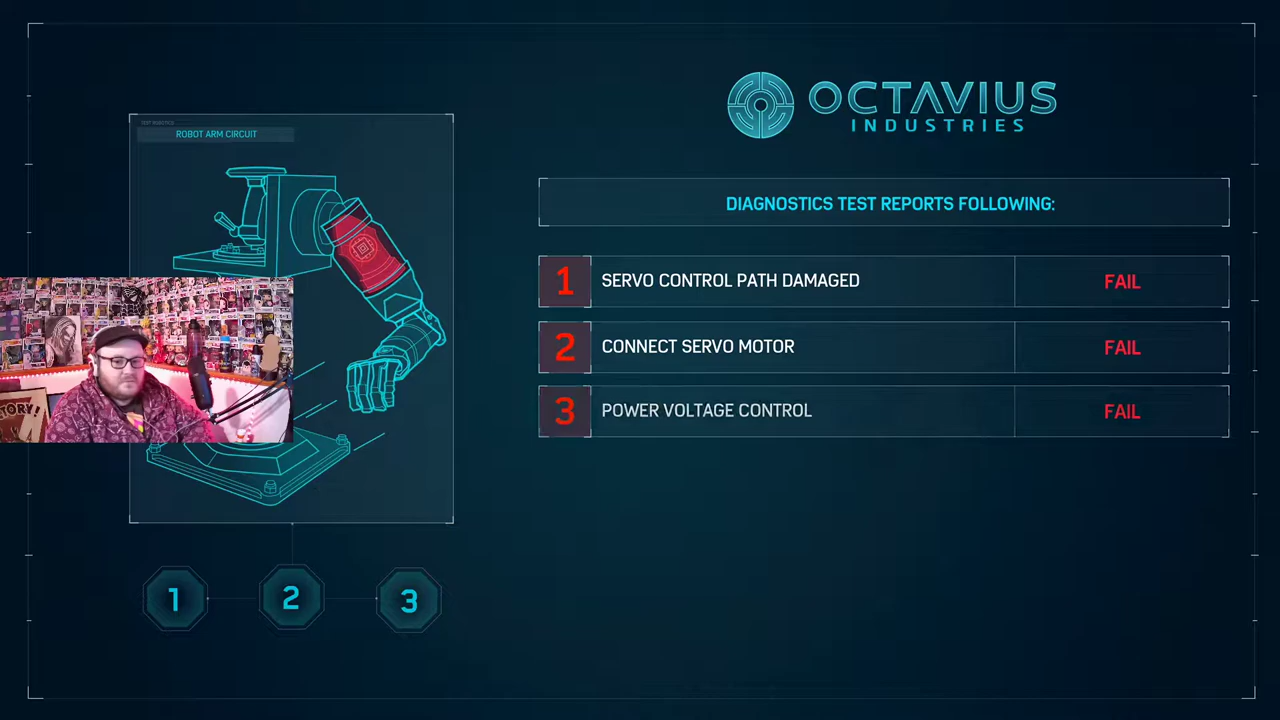 OCTAVIUS
INDUSTRIES
ROBOT ARM CIRCUIT
DIAGNOSTICS TEST REPORTS FOLLOWING:
1 SERVO CONTROL PATH DAMAGED FAIL
2 CONNECT SERVO MOTOR FAIL
3 POWER VOLTAGE CONTROL FAIL
1 2 3